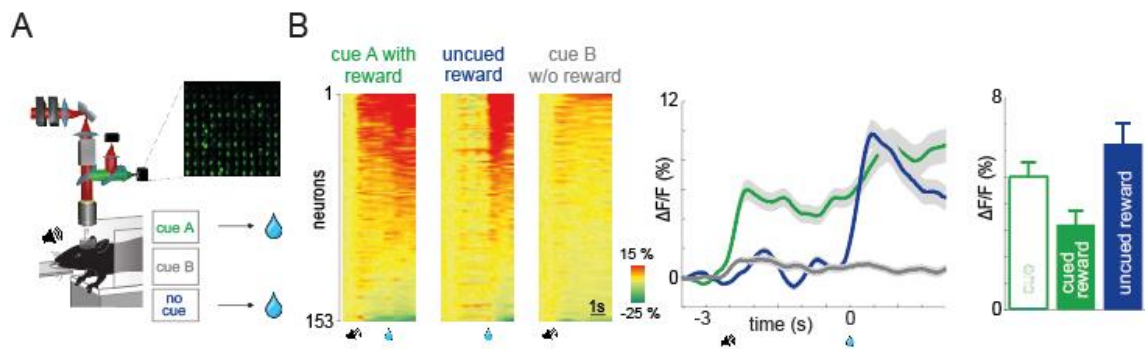 A
cue A
cue B
no
cue
B
cue A with
reward
uncued
reward
cue B
w/o reward
1
neurons
153
1s
15 %
-25 %
12
ΔF/F (%)
0
-3
0
time (s)
8
ΔF/F (%)
0
cued
reward
uncued reward